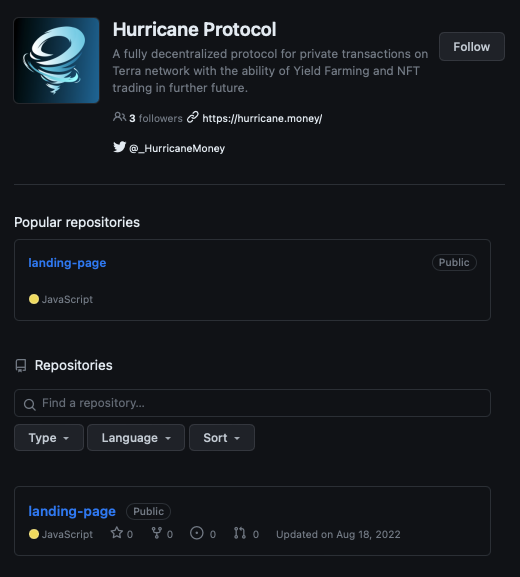 Hurricane Protocol
Follow
A fully decentralized protocol for private transactions on
Terra network with the ability of Yield Farming and NFT
trading in further future.
3 followers https://hurricane.money/
@_HurricaneMoney
Popular repositories
landing-page Public
JavaScript
Repositories
Find a repository...
Type Language Sort
landing-page Public
JavaScript 0 0 0 0 Updated on Aug 18, 2022